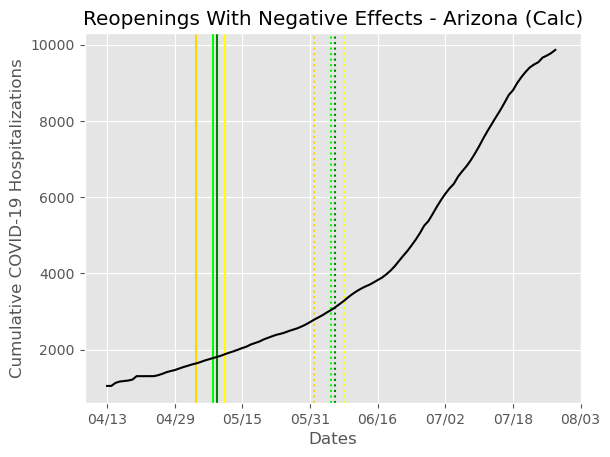 Reopenings With Negative Effects - Arizona (Calc)
Cumulative COVID-19 Hospitalizations
10000
8000
6000
4000
2000
04/13 04/29 05/15 05/31 06/16 07/02 07/18 08/03
Dates